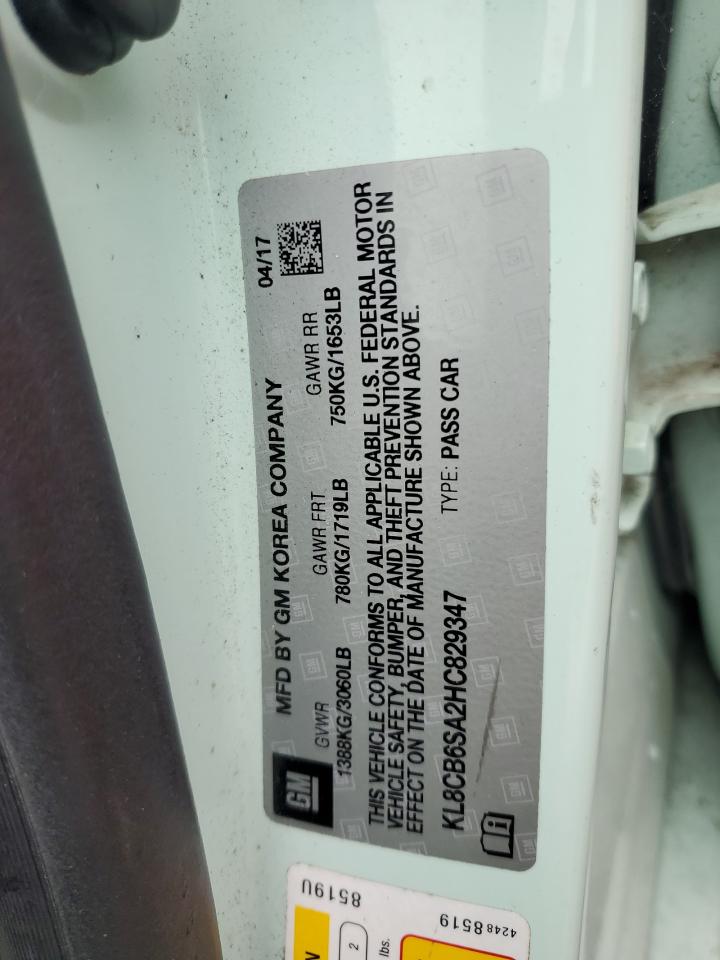 MFD BY GM KOREA COMPANY 04/17
GM
GVWR GAWR FRT GAWR RR
1388KG/3060LB 780KG/1719LB 750KG/1653LB
THIS VEHICLE CONFORMS TO ALL APPLICABLE U.S. FEDERAL MOTOR
VEHICLE SAFETY, BUMPER, AND THEFT PREVENTION STANDARDS IN
EFFECT ON THE DATE OF MANUFACTURE SHOWN ABOVE.
KL8CB6SA2HC829347 TYPE: PASS CAR
8519U
2
lbs.
42488519